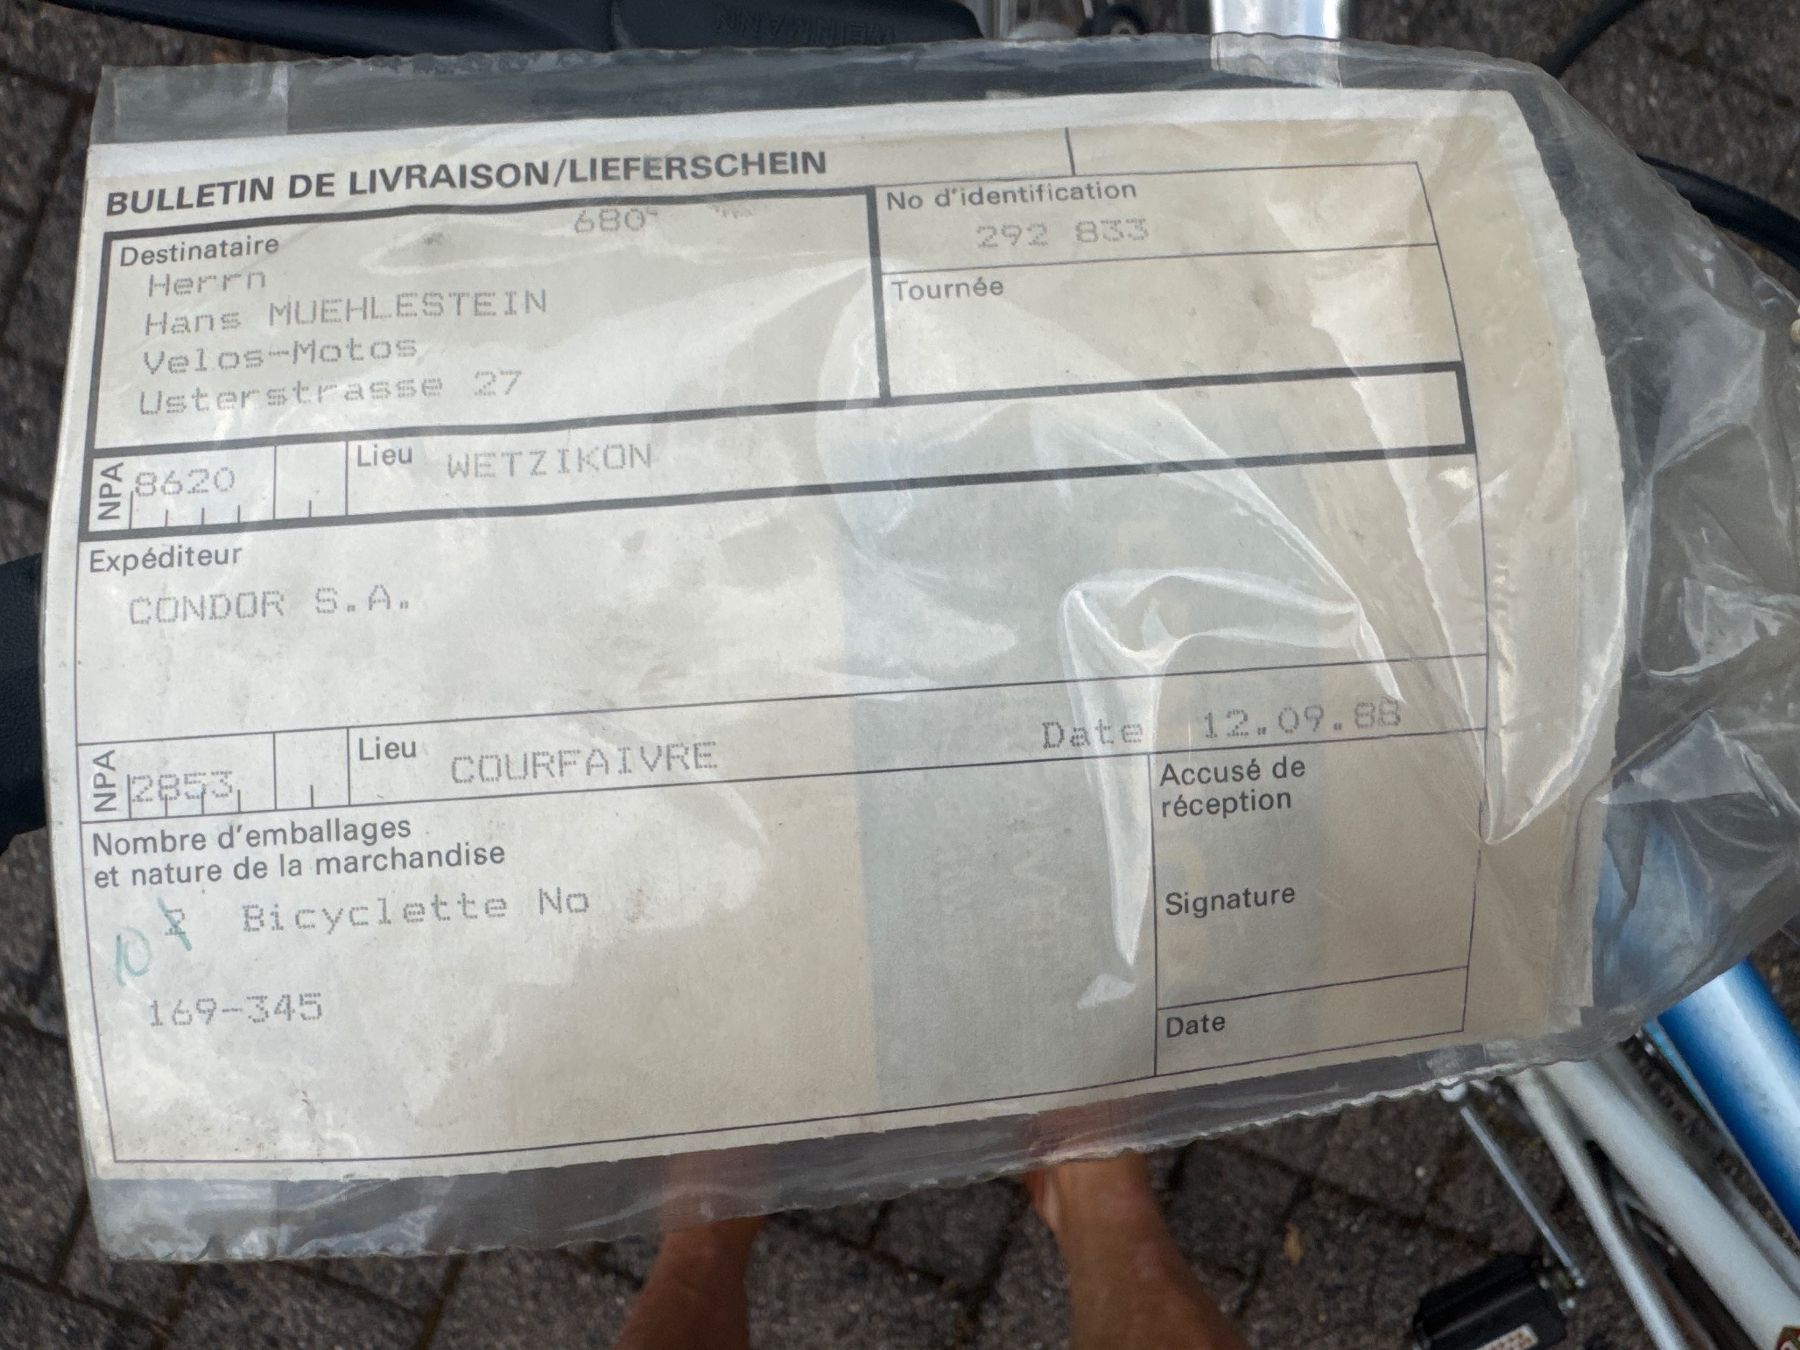 WEINMANN
BULLETIN DE LIVRAISON/LIEFERSCHEIN
680
Destinataire
No d'identification
292 833
Herrn
Hans MUEHLESTEIN
Velos-Motos
Usterstrasse 27
Tournée
NPA 8620 Lieu WETZIKON
Expéditeur
CONDOR S.A.
NPA 2853 Lieu COURFAIVRE
Date 12.09.88
Nombre d'emballages
et nature de la marchandise
Accusé de
réception
10 Bicyclette No
Signature
169-345
Date